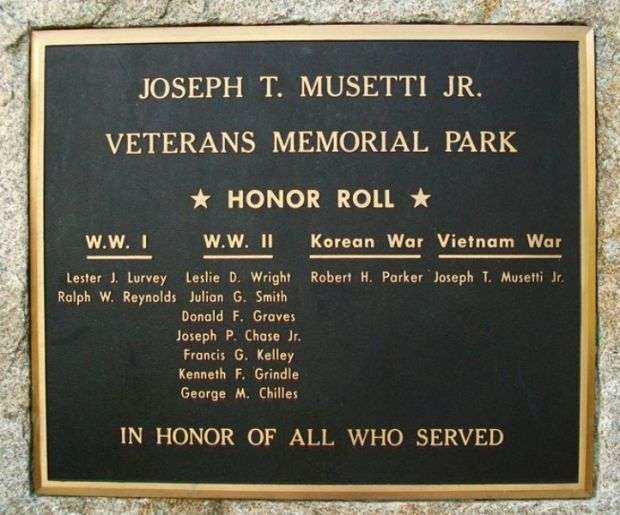 JOSEPH T. MUSETTI JR.
VETERANS MEMORIAL PARK
★ HONOR ROLL ★
W.W. I W.W. II Korean War Vietnam War
Lester J. Lurvey Leslie D. Wright Robert H. Parker Joseph T. Musetti Jr.
Ralph W. Reynolds Julian G. Smith
Donald F. Graves
Joseph P. Chase Jr.
Francis G. Kelley
Kenneth F. Grindle
George M. Chilles
IN HONOR OF ALL WHO SERVED